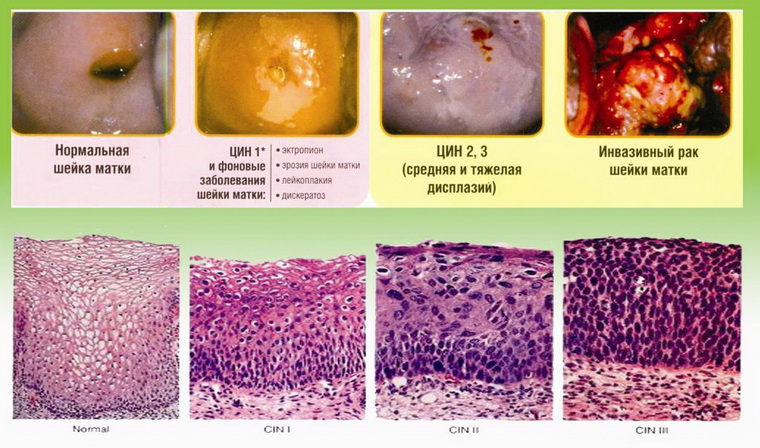 Нормальная
шейка матки
ЦИН 1*
и фоновые
заболевания
шейки матки:
• эктропион
• эрозия шейки матки
• лейкоплакия
• дискератоз
ЦИН 2, 3
(средняя и тяжелая
дисплазий)
Инвазивный рак
шейки матки
Normal
CIN I
CIN II
CIN III